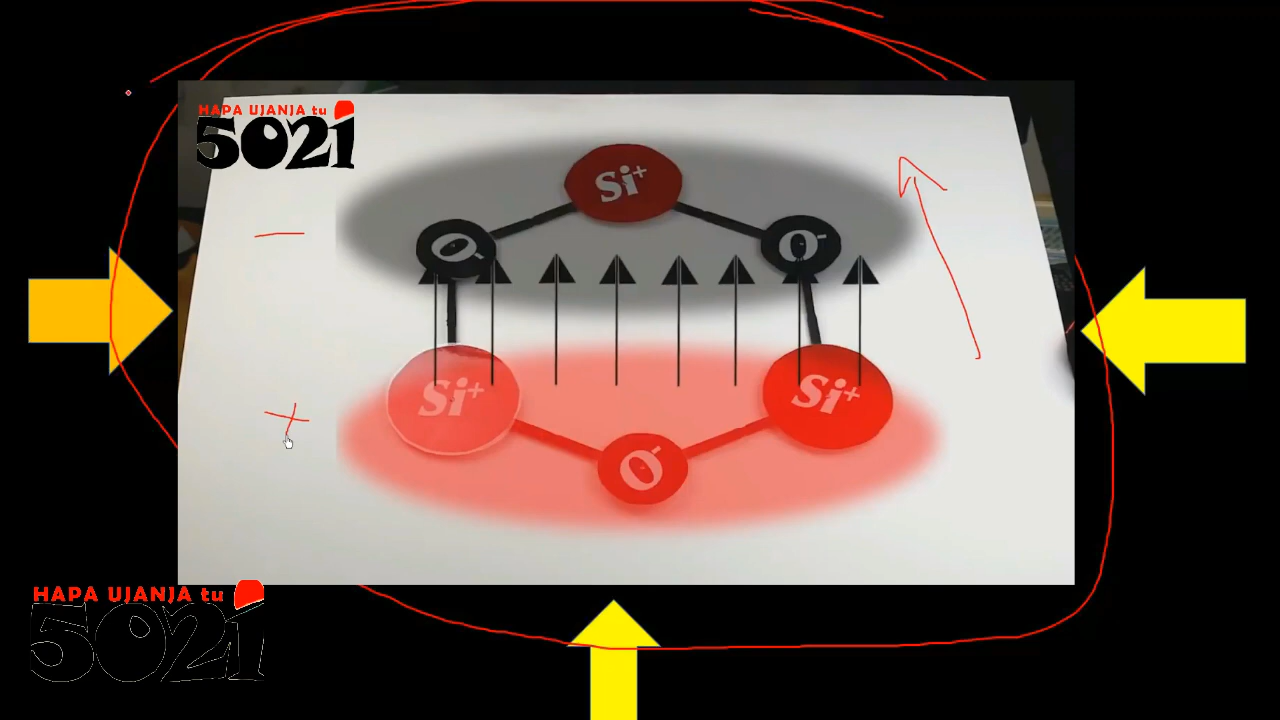 HAPA UJANJA tu
5021
Si+
O-
O-
Si+
Si+
O-
−
+
HAPA UJANJA tu
5021